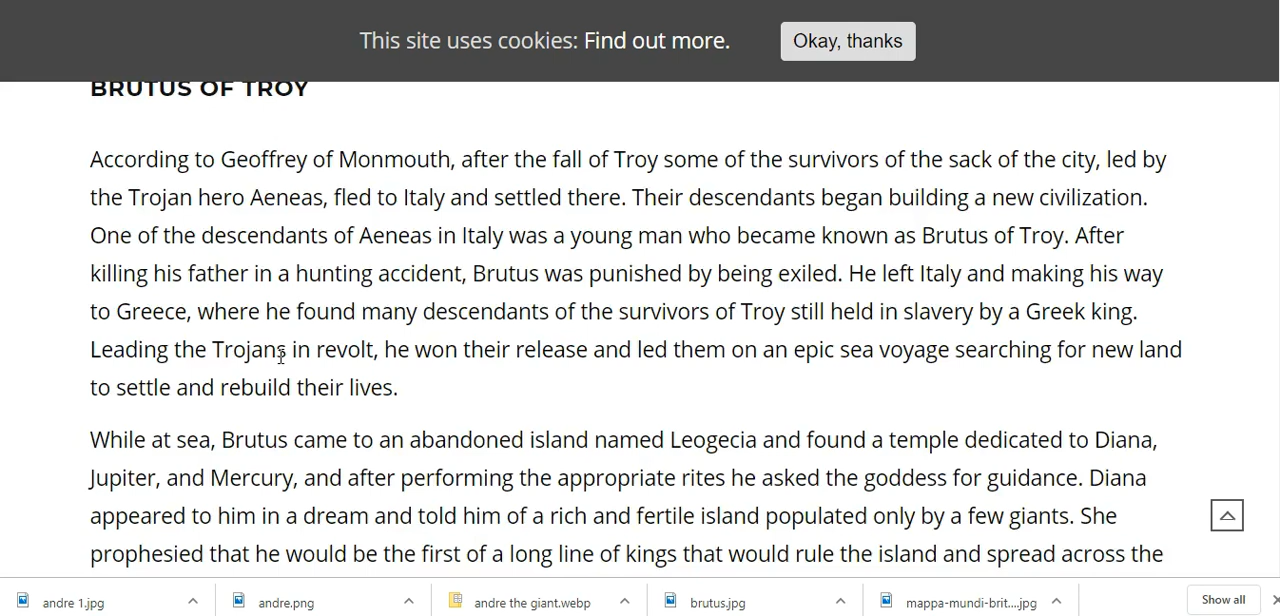 This site uses cookies: Find out more.
Okay, thanks
BRUTUS OF TROY
According to Geoffrey of Monmouth, after the fall of Troy some of the survivors of the sack of the city, led by
the Trojan hero Aeneas, fled to Italy and settled there. Their descendants began building a new civilization.
One of the descendants of Aeneas in Italy was a young man who became known as Brutus of Troy. After
killing his father in a hunting accident, Brutus was punished by being exiled. He left Italy and making his way
to Greece, where he found many descendants of the survivors of Troy still held in slavery by a Greek king.
Leading the Trojans in revolt, he won their release and led them on an epic sea voyage searching for new land
to settle and rebuild their lives.
While at sea, Brutus came to an abandoned island named Leogecia and found a temple dedicated to Diana,
Jupiter, and Mercury, and after performing the appropriate rites he asked the goddess for guidance. Diana
appeared to him in a dream and told him of a rich and fertile island populated only by a few giants. She
prophesied that he would be the first of a long line of kings that would rule the island and spread across the
andre 1.jpg
andre.png
andre the giant.webp
brutus.jpg
mappa-mundi-brit....jpg
Show all